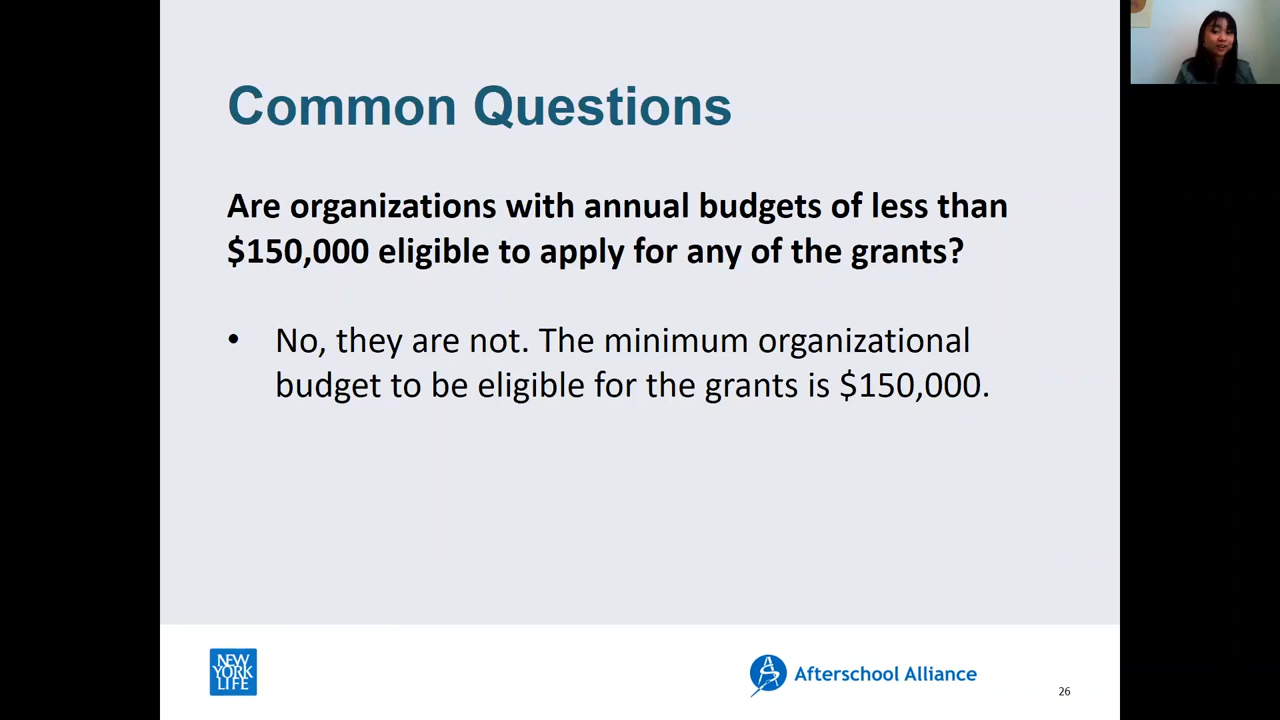 Common Questions
Are organizations with annual budgets of less than
$150,000 eligible to apply for any of the grants?
• No, they are not. The minimum organizational
budget to be eligible for the grants is $150,000.
NEW
YORK
LIFE
Afterschool Alliance
26